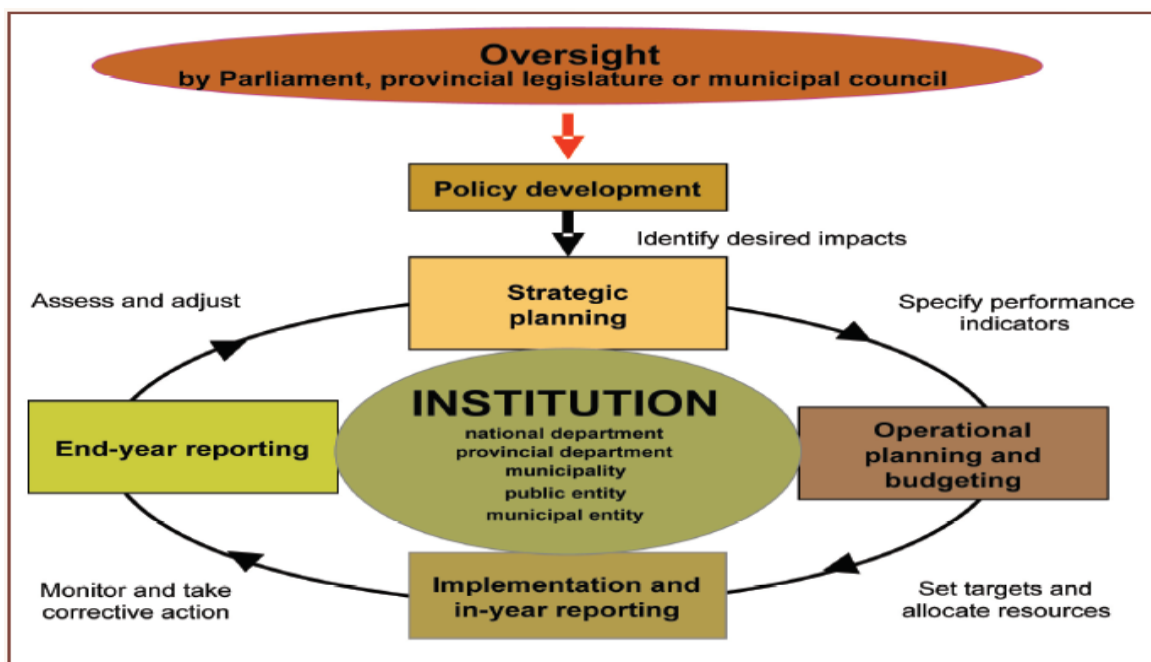 Oversight
by Parliament, provincial legislature or municipal council
Policy development
Identify desired impacts
Strategic
planning
Assess and adjust
Specify performance
indicators
INSTITUTION
national department
provincial department
municipality
public entity
municipal entity
End-year reporting
Operational
planning and
budgeting
Implementation and
in-year reporting
Monitor and take
corrective action
Set targets and
allocate resources